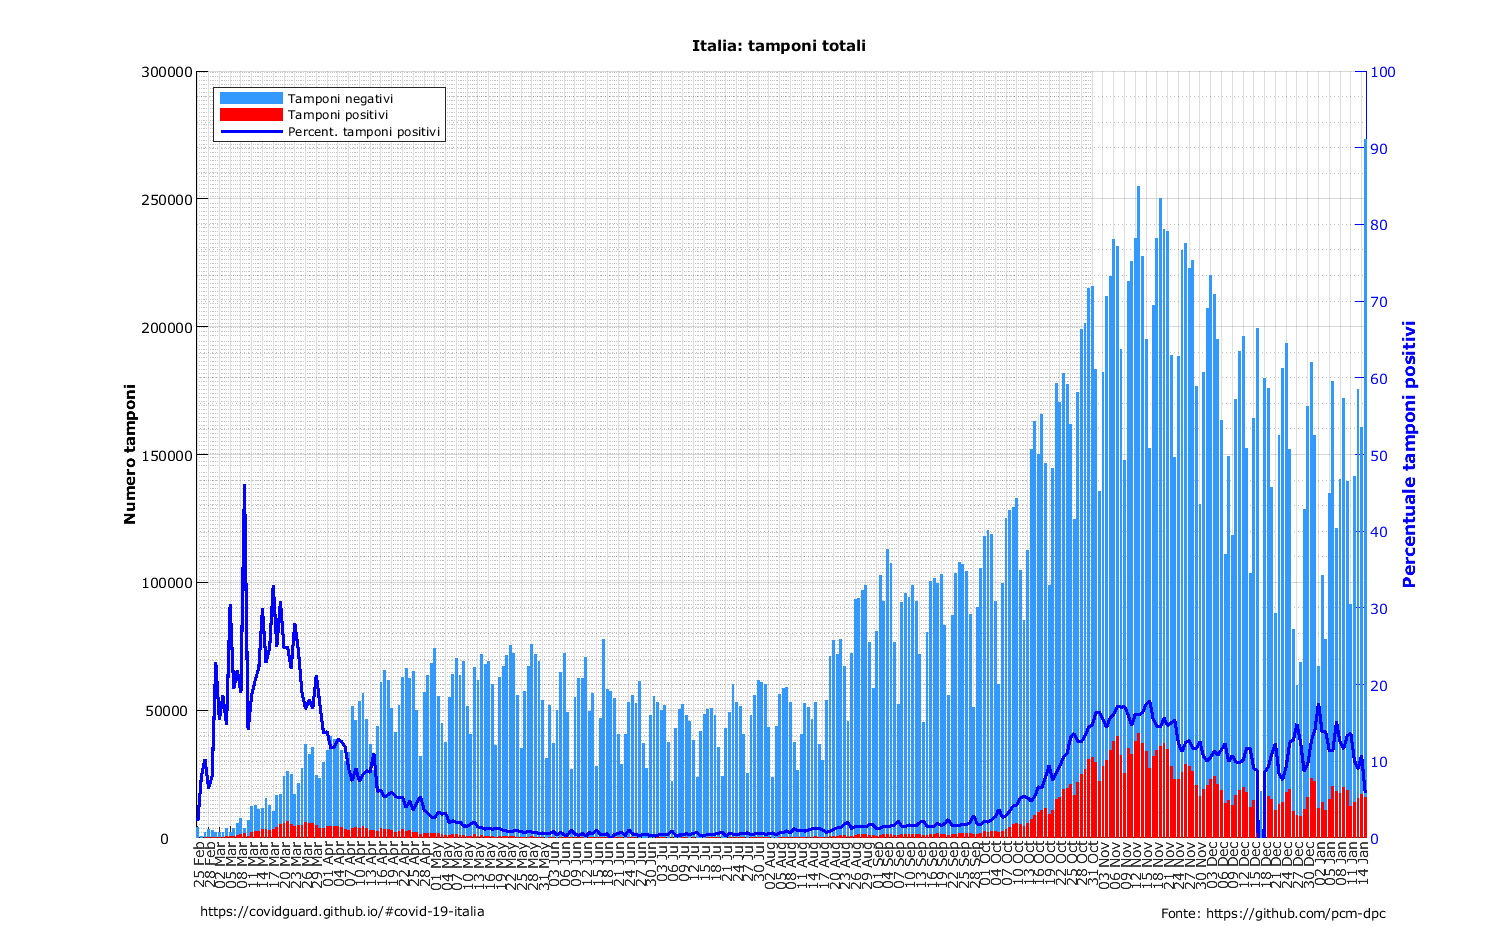 Italia: tamponi totali
300000
250000
200000
150000
100000
50000
0
Numero tamponi
Tamponi negativi
Tamponi positivi
Percent. tamponi positivi
100
90
80
70
60
50
40
30
20
10
0
Percentuale tamponi positivi
25 Feb
28 Feb
02 Mar
05 Mar
08 Mar
11 Mar
14 Mar
17 Mar
20 Mar
23 Mar
26 Mar
29 Mar
01 Apr
04 Apr
07 Apr
10 Apr
13 Apr
16 Apr
19 Apr
22 Apr
25 Apr
28 Apr
01 May
04 May
07 May
10 May
13 May
16 May
19 May
22 May
25 May
28 May
31 May
03 Jun
06 Jun
09 Jun
12 Jun
15 Jun
18 Jun
21 Jun
24 Jun
27 Jun
30 Jun
03 Jul
06 Jul
09 Jul
12 Jul
15 Jul
18 Jul
21 Jul
24 Jul
27 Jul
30 Jul
02 Aug
05 Aug
08 Aug
11 Aug
14 Aug
17 Aug
20 Aug
23 Aug
26 Aug
29 Aug
01 Sep
04 Sep
07 Sep
10 Sep
13 Sep
16 Sep
19 Sep
22 Sep
25 Sep
28 Sep
01 Oct
04 Oct
07 Oct
10 Oct
13 Oct
16 Oct
19 Oct
22 Oct
25 Oct
28 Oct
31 Oct
03 Nov
06 Nov
09 Nov
12 Nov
15 Nov
18 Nov
21 Nov
24 Nov
27 Nov
30 Nov
03 Dec
06 Dec
09 Dec
12 Dec
15 Dec
18 Dec
21 Dec
24 Dec
27 Dec
30 Dec
02 Jan
05 Jan
08 Jan
11 Jan
14 Jan
https://covidguard.github.io/#covid-19-italia
Fonte: https://github.com/pcm-dpc